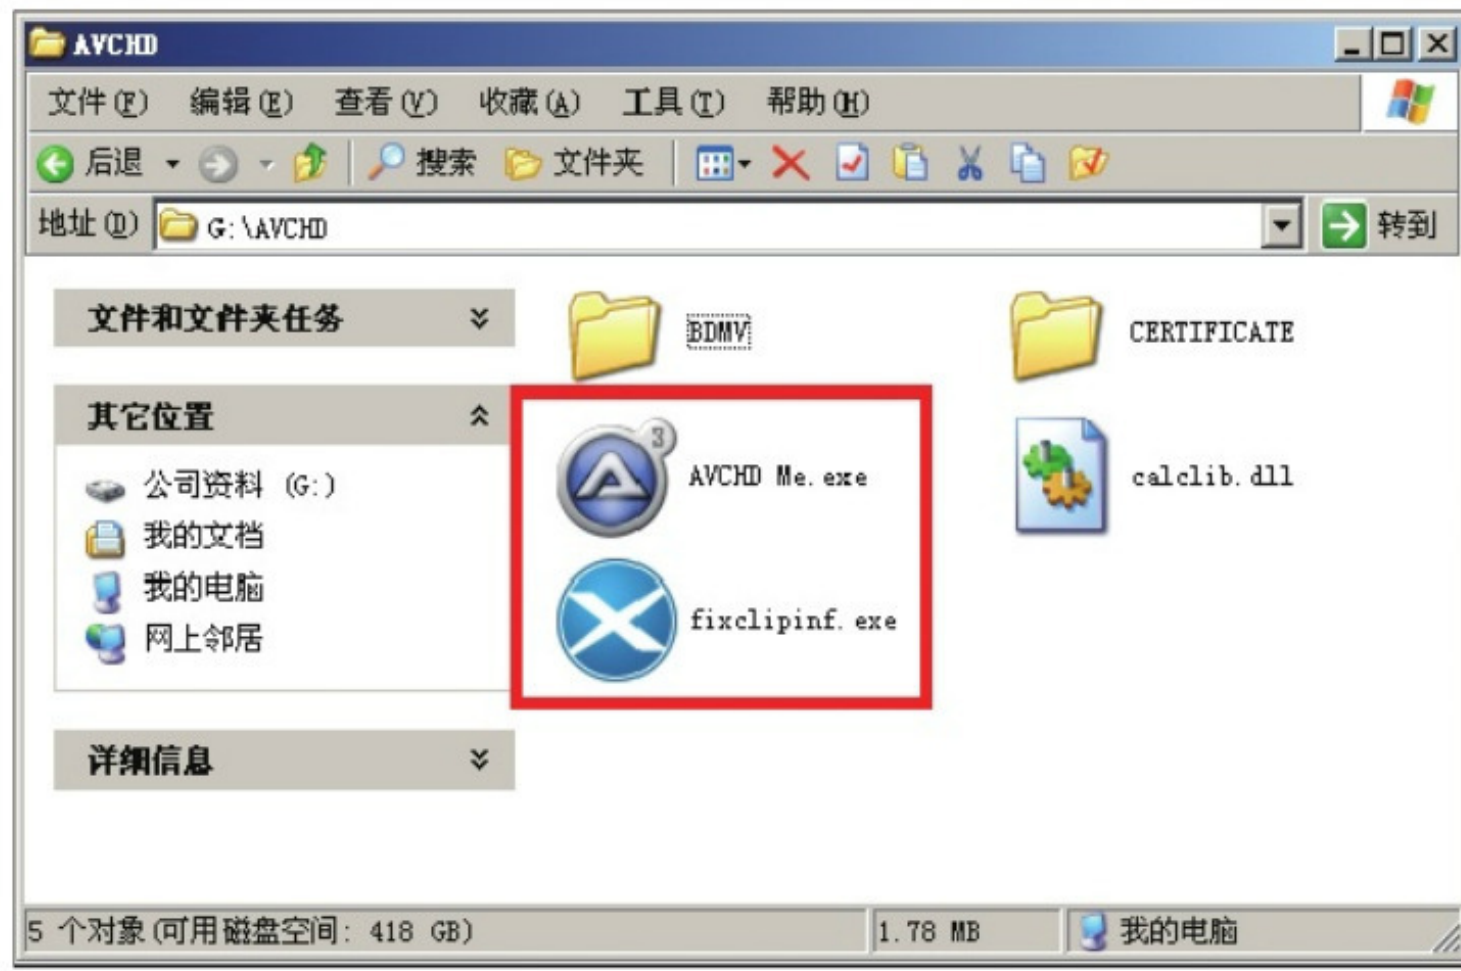 AVCHD
文件(F) 编辑(E) 查看(V) 收藏(A) 工具(T) 帮助(H)
后退 搜索 文件夹
地址(D) G:\AVCHD 转到
文件和文件夹任务
其它位置
公司资料 (G:)
我的文档
我的电脑
网上邻居
详细信息
BDMV CERTIFICATE
3
AVCHD Me.exe calclib.dll
fixclipinf.exe
5 个对象(可用磁盘空间: 418 GB) 1.78 MB 我的电脑